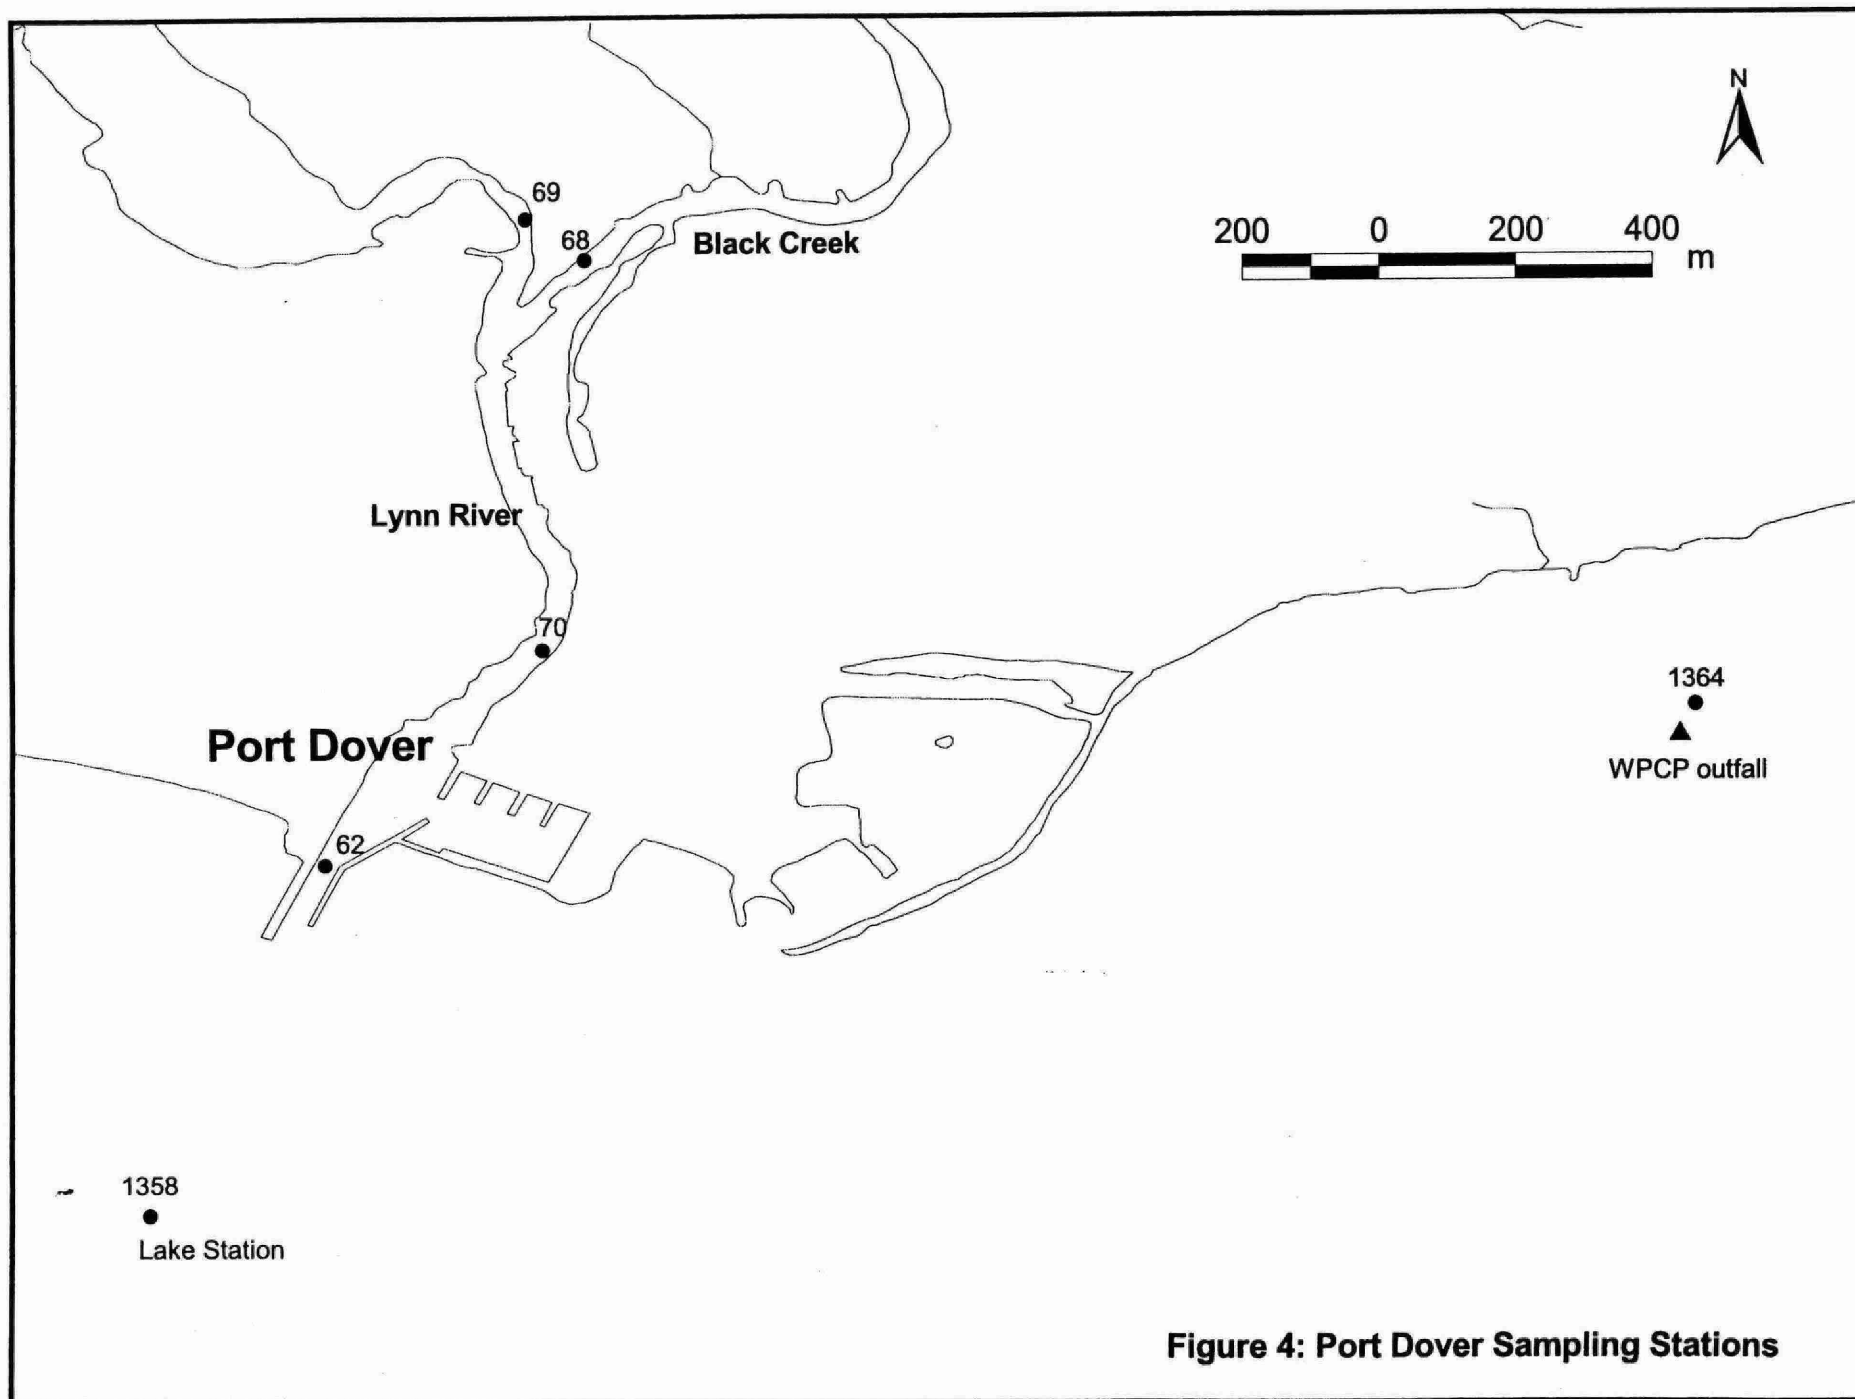 N
69
68
Black Creek
200 0 200 400
m
Lynn River
70
1364
WPCP outfall
Port Dover
62
1358
Lake Station
Figure 4: Port Dover Sampling Stations